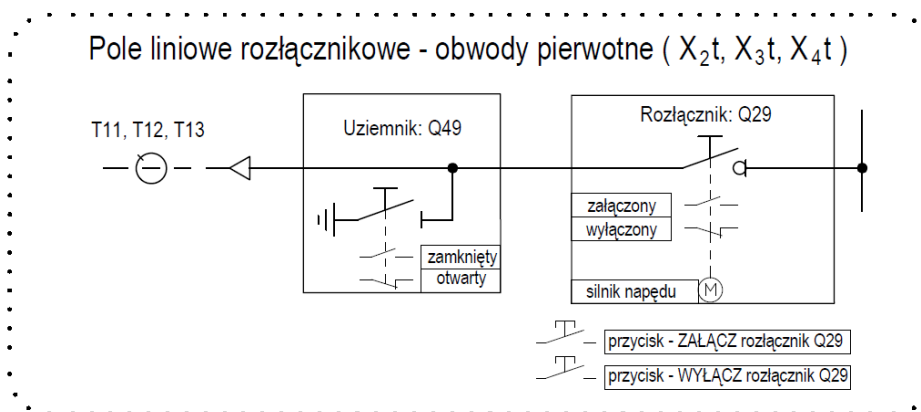 Pole liniowe rozłącznikowe - obwody pierwotne ( X₂t, X₃t, X₄t )
T11, T12, T13
Uziemnik: Q49
Rozłącznik: Q29
załączony
wyłączony
zamknięty
otwarty
silnik napędu
M
przycisk - ZAŁĄCZ rozłącznik Q29
przycisk - WYŁĄCZ rozłącznik Q29